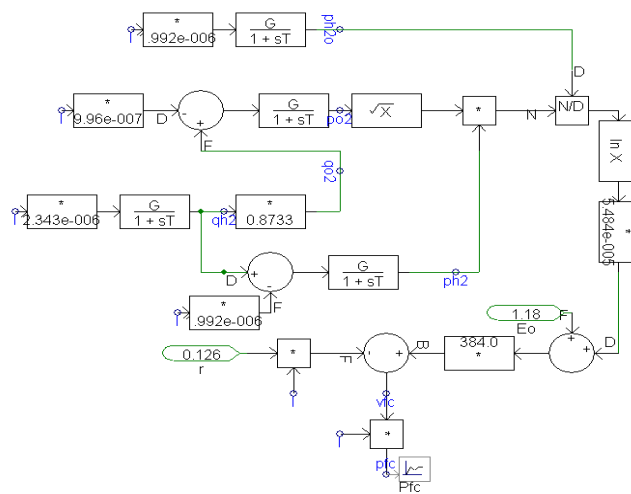 * G ph2o
I .992e-006 1 + sT
D
* - G √X * N N/D
I 9.96e-007 D + 1 + sT po2
F
ln X
qo2
* G *
I 2.343e-006 1 + sT qh2 0.8733
5.484e-005 *
D + G
- 1 + sT ph2
* F
I .992e-006
1.18 F
Eo
D
0.126 * F - + B 384.0 * + +
r
I vfc
I *
pfc
Pfc